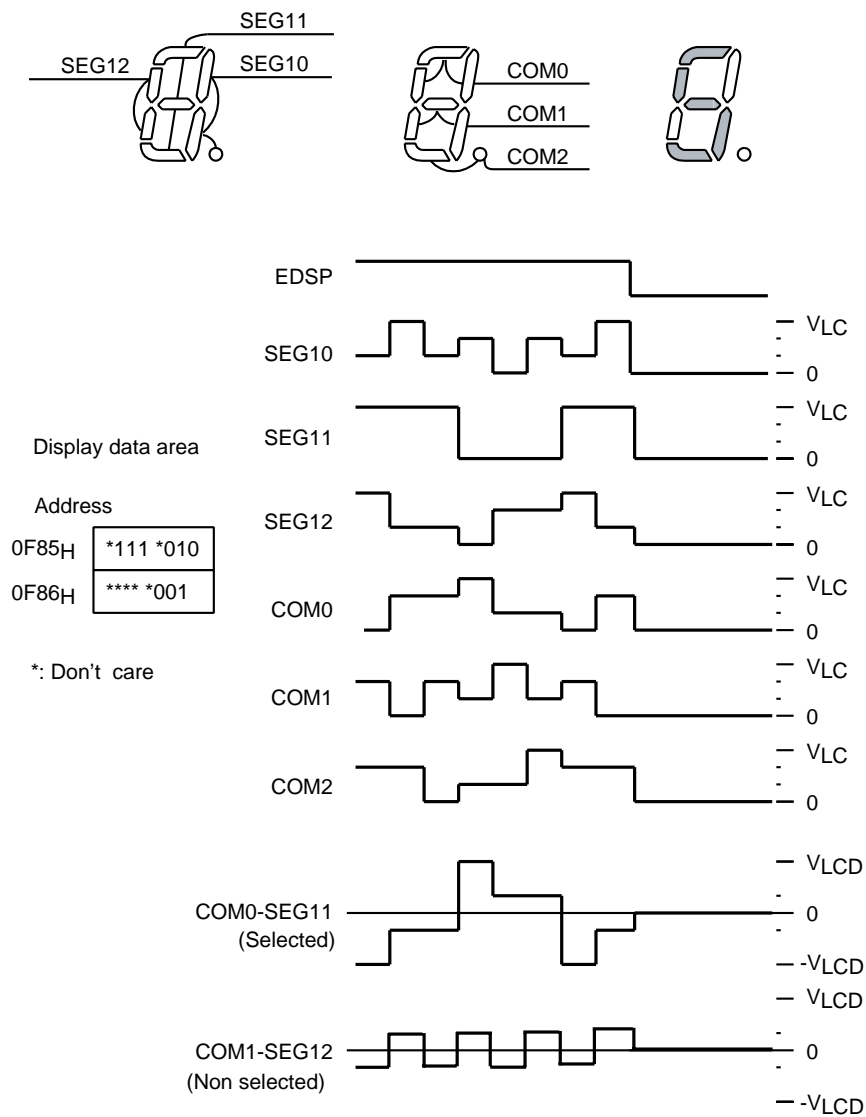 SEG11
SEG12
SEG10
COM0
COM1
COM2
EDSP
SEG10
VLC
0
SEG11
VLC
0
Display data area
SEG12
VLC
0
Address
0F85H *111 *010
0F86H **** *001
COM0
VLC
0
*: Don't care
COM1
VLC
0
COM2
VLC
0
VLCD
COM0-SEG11
(Selected)
0
-VLCD
VLCD
COM1-SEG12
(Non selected)
0
-VLCD